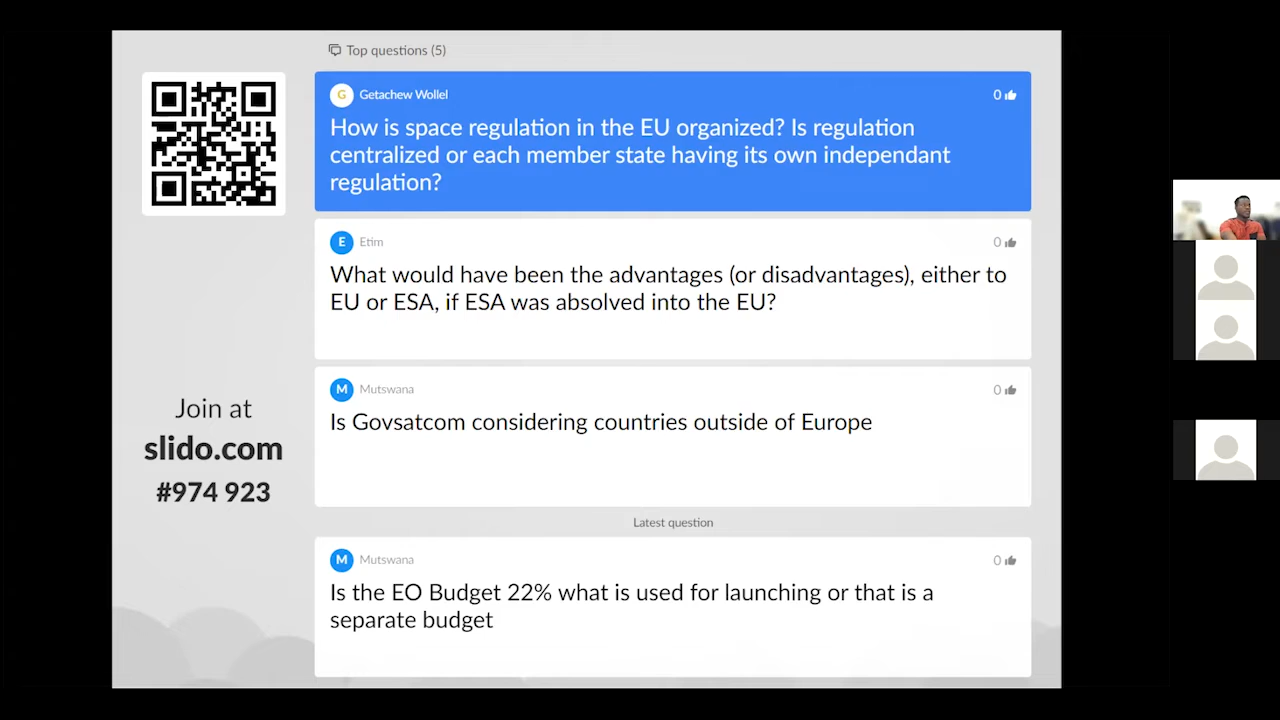 Top questions (5)
G Getachew Wollel 0
How is space regulation in the EU organized? Is regulation
centralized or each member state having its own independant
regulation?
E Etim 0
What would have been the advantages (or disadvantages), either to
EU or ESA, if ESA was absolved into the EU?
M Mutswana 0
Is Govsatcom considering countries outside of Europe
Latest question
M Mutswana 0
Is the EO Budget 22% what is used for launching or that is a
separate budget
Join at
slido.com
#974 923